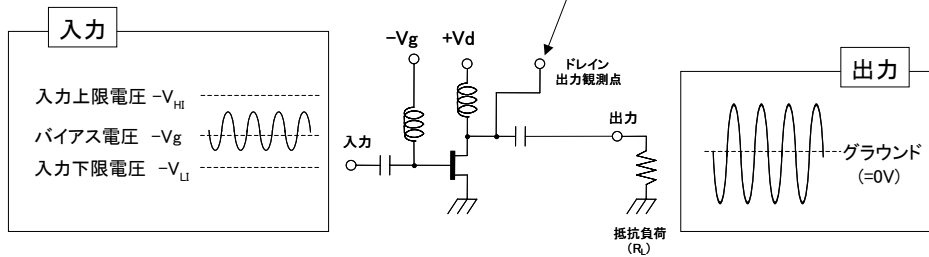 入力
入力上限電圧 -V_HI
バイアス電圧 -Vg
入力下限電圧 -V_LI
-Vg
+Vd
ドレイン
出力観測点
入力
出力
抵抗負荷
(R_L)
出力
グラウンド
(=0V)